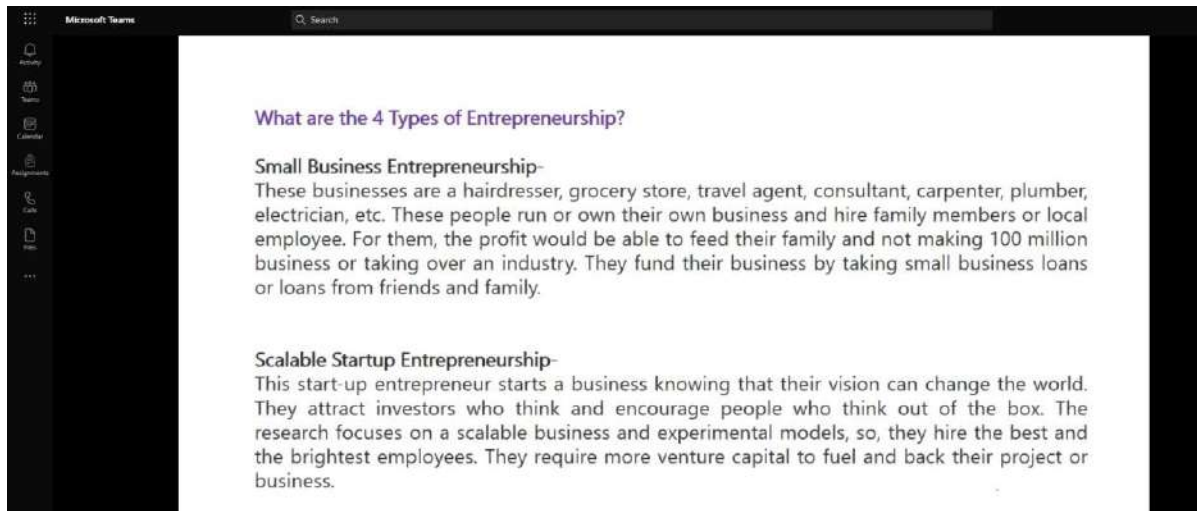 Microsoft Teams
Search
Activity
Teams
Calendar
Assignments
Calls
Files
What are the 4 Types of Entrepreneurship?
Small Business Entrepreneurship-
These businesses are a hairdresser, grocery store, travel agent, consultant, carpenter, plumber,
electrician, etc. These people run or own their own business and hire family members or local
employee. For them, the profit would be able to feed their family and not making 100 million
business or taking over an industry. They fund their business by taking small business loans
or loans from friends and family.
Scalable Startup Entrepreneurship-
This start-up entrepreneur starts a business knowing that their vision can change the world.
They attract investors who think and encourage people who think out of the box. The
research focuses on a scalable business and experimental models, so, they hire the best and
the brightest employees. They require more venture capital to fuel and back their project or
business.